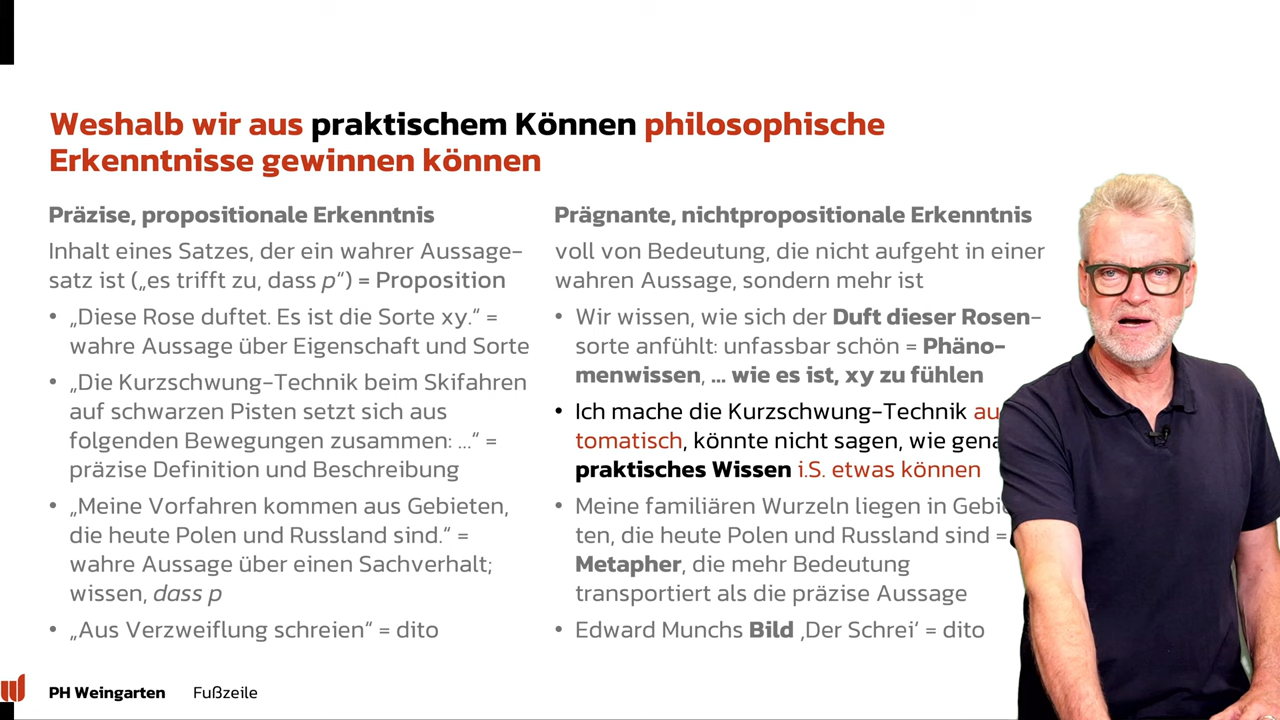 Weshalb wir aus praktischem Können philosophische
Erkenntnisse gewinnen können
Präzise, propositionale Erkenntnis
Inhalt eines Satzes, der ein wahrer Aussage-
satz ist („es trifft zu, dass p“) = Proposition
• „Diese Rose duftet. Es ist die Sorte xy.“ =
wahre Aussage über Eigenschaft und Sorte
• „Die Kurzschwung-Technik beim Skifahren
auf schwarzen Pisten setzt sich aus
folgenden Bewegungen zusammen: ...“ =
präzise Definition und Beschreibung
• „Meine Vorfahren kommen aus Gebieten,
die heute Polen und Russland sind.“ =
wahre Aussage über einen Sachverhalt;
wissen, dass p
• „Aus Verzweiflung schreien“ = dito
Prägnante, nichtpropositionale Erkenntnis
voll von Bedeutung, die nicht aufgeht in einer
wahren Aussage, sondern mehr ist
• Wir wissen, wie sich der Duft dieser Rosen-
sorte anfühlt: unfassbar schön = Phäno-
menwissen, ... wie es ist, xy zu fühlen
• Ich mache die Kurzschwung-Technik au
tomatisch, könnte nicht sagen, wie
praktisches Wissen i.S. etwas können
• Meine familiären Wurzeln liegen in
ten, die heute Polen und Russland sind =
Metapher, die mehr Bedeutung
transportiert als die präzise Aussage
• Edward Munchs Bild ‚Der Schrei‘ = dito
PH Weingarten Fußzeile